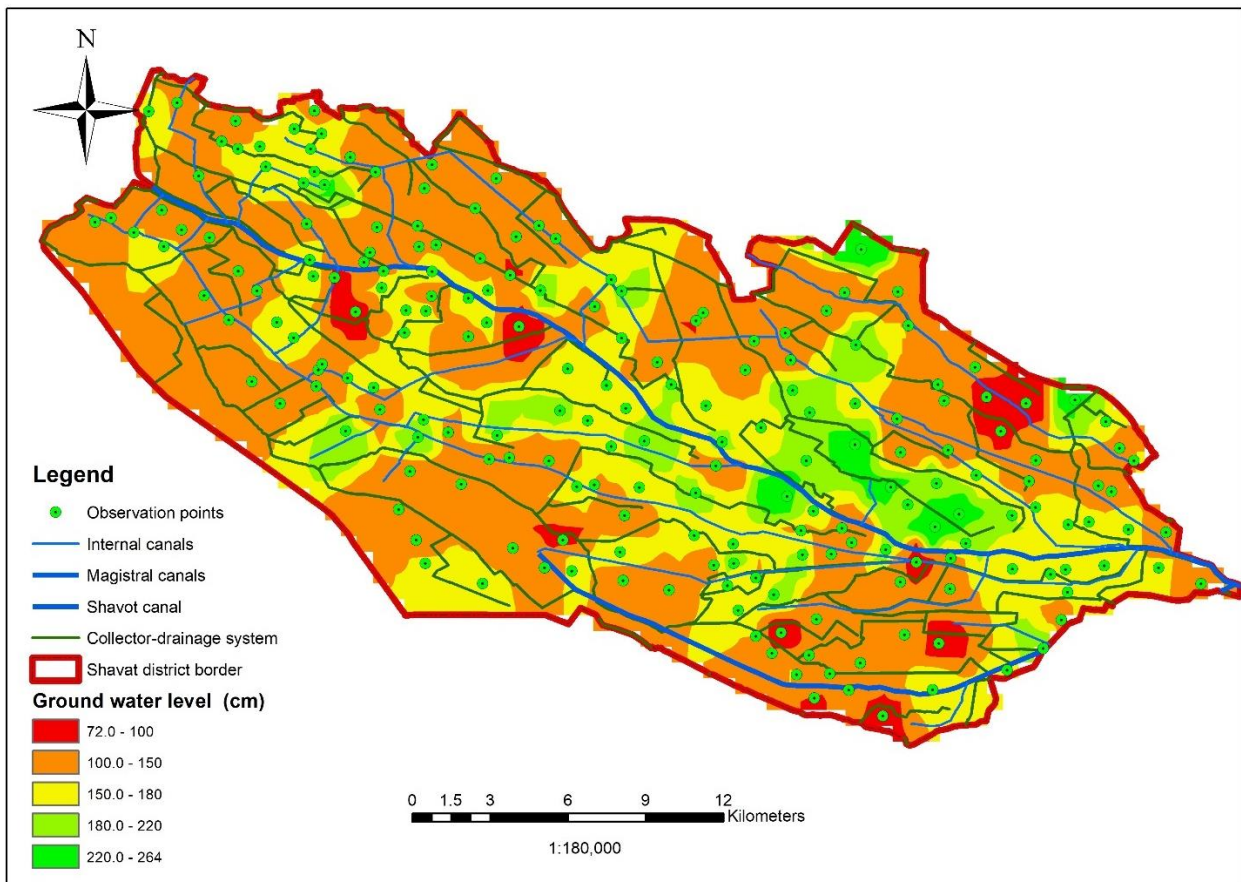 N
Legend
Observation points
Internal canals
Magistral canals
Shavot canal
Collector-drainage system
Shavat district border
Ground water level (cm)
72.0 - 100
100.0 - 150
150.0 - 180
180.0 - 220
220.0 - 264
0 1.5 3 6 9 12
Kilometers
1:180,000